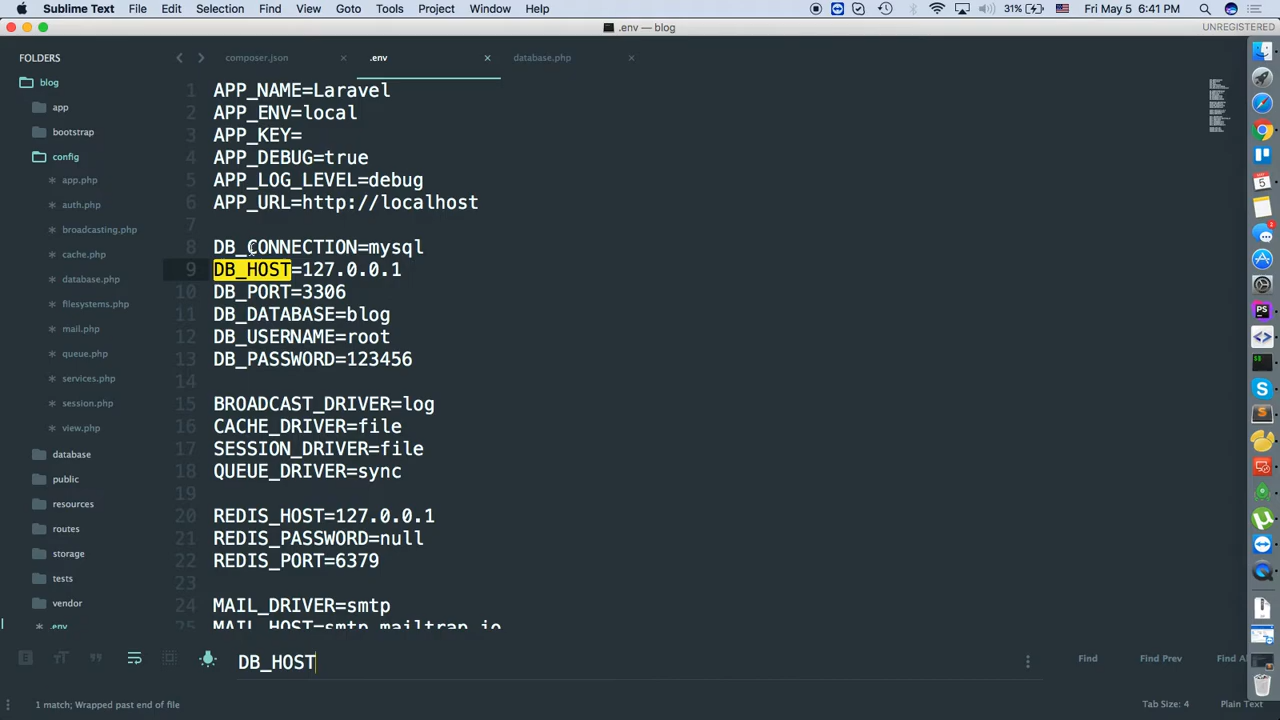 Sublime Text File Edit Selection Find View Goto Tools Project Window Help 31% Fri May 5 6:41 PM
.env — blog UNREGISTERED
FOLDERS
blog
app
bootstrap
config
app.php
auth.php
broadcasting.php
cache.php
database.php
filesystems.php
mail.php
queue.php
services.php
session.php
view.php
database
public
resources
routes
storage
tests
vendor
.env
composer.json .env database.php
1 APP_NAME=Laravel
2 APP_ENV=local
3 APP_KEY=
4 APP_DEBUG=true
5 APP_LOG_LEVEL=debug
6 APP_URL=http://localhost
7
8 DB_CONNECTION=mysql
9 DB_HOST=127.0.0.1
10 DB_PORT=3306
11 DB_DATABASE=blog
12 DB_USERNAME=root
13 DB_PASSWORD=123456
14
15 BROADCAST_DRIVER=log
16 CACHE_DRIVER=file
17 SESSION_DRIVER=file
18 QUEUE_DRIVER=sync
19
20 REDIS_HOST=127.0.0.1
21 REDIS_PASSWORD=null
22 REDIS_PORT=6379
23
24 MAIL_DRIVER=smtp
25 MAIL_HOST=smtp.mailtrap.io
DB_HOST Find Find Prev Find Al
1 match; Wrapped past end of file Tab Size: 4 Plain Text